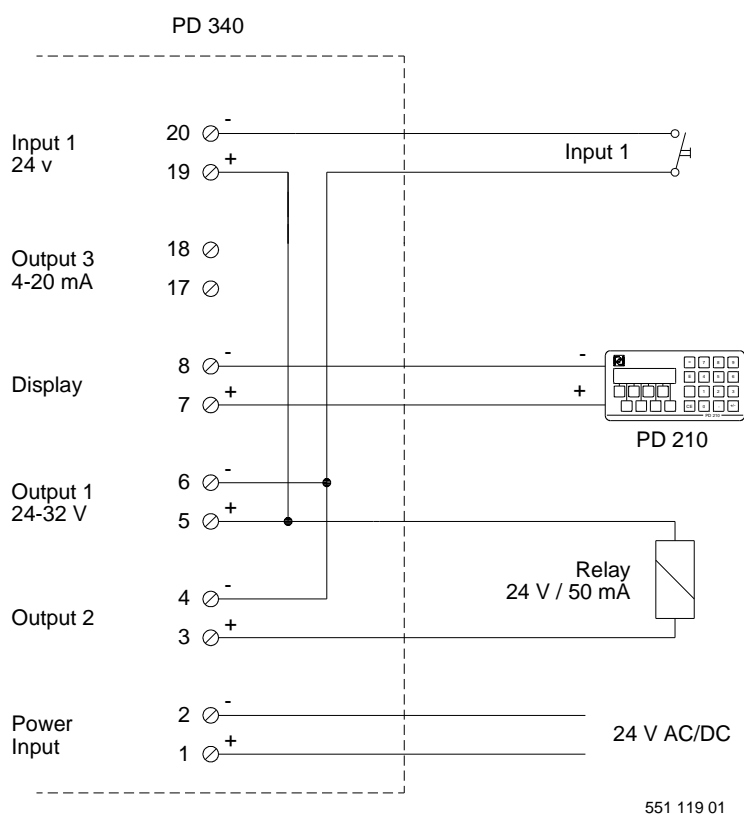 PD 340
Input 1
24 v
20 -
19 +
Input 1
Output 3
4-20 mA
18
17
Display
8 -
7 +
-
+
PD 210
PD 210
Output 1
24-32 V
6 -
5 +
Relay
24 V / 50 mA
Output 2
4 -
3 +
Power
Input
2 -
1 +
24 V AC/DC
551 119 01